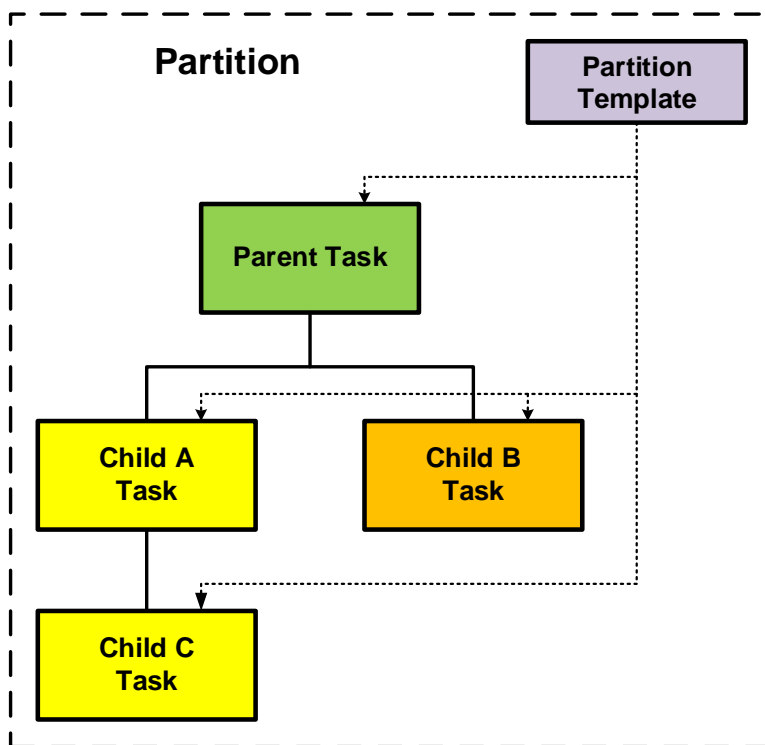 Partition
Partition
Template
Parent Task
Child A
Task
Child B
Task
Child C
Task